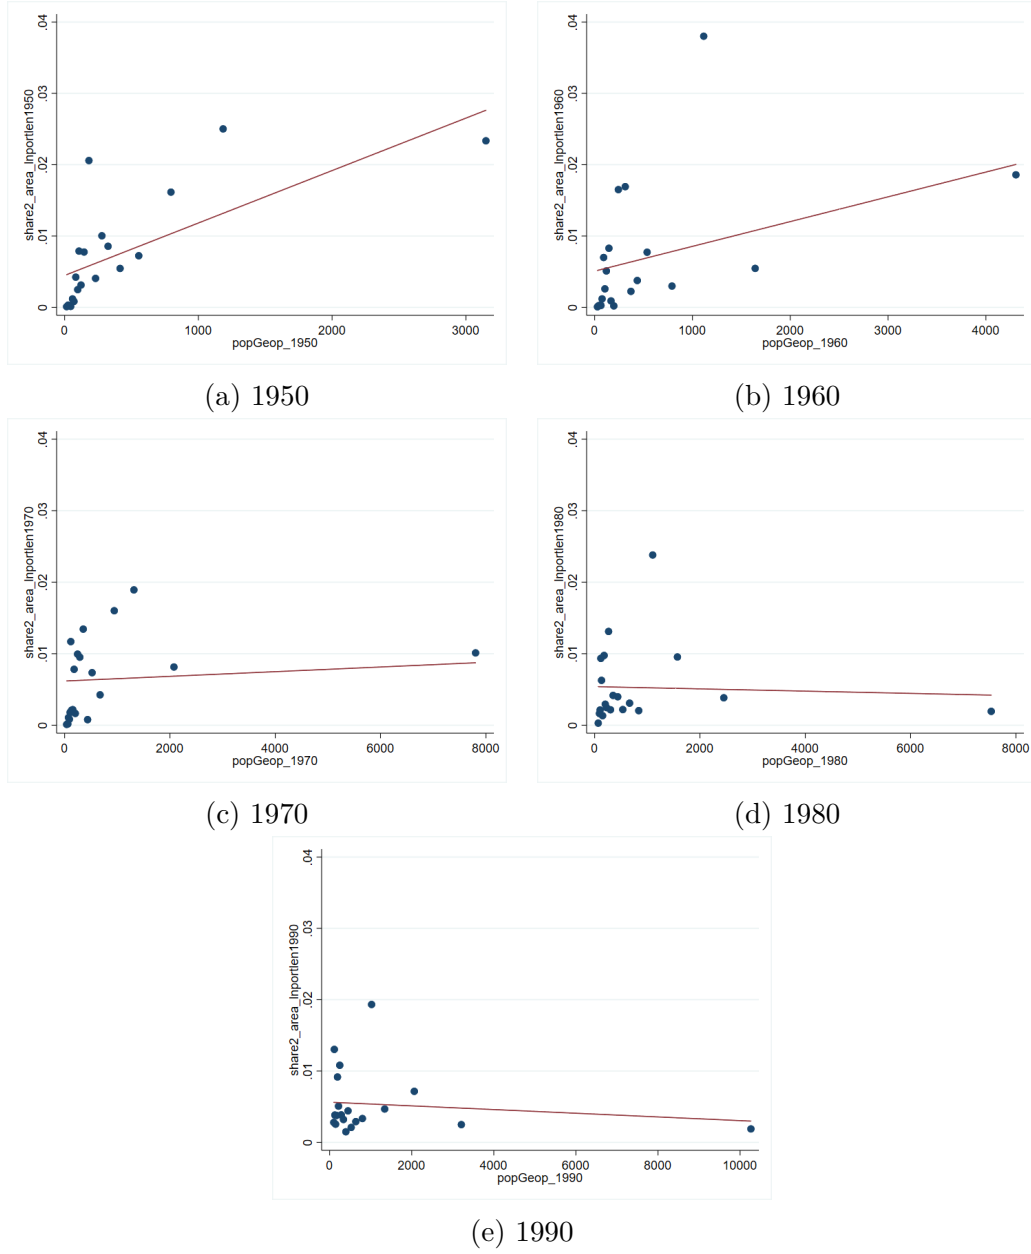 .04
.03
.02
.01
0
share2_area_lnportlen1950
0 1000 2000 3000
popGeop_1950
(a) 1950
.04
.03
.02
.01
0
share2_area_lnportlen1960
0 1000 2000 3000 4000
popGeop_1960
(b) 1960
.04
.03
.02
.01
0
share2_area_lnportlen1970
0 2000 4000 6000 8000
popGeop_1970
(c) 1970
.04
.03
.02
.01
0
share2_area_lnportlen1980
0 2000 4000 6000 8000
popGeop_1980
(d) 1980
.04
.03
.02
.01
0
share2_area_lnportlen1990
0 2000 4000 6000 8000 10000
popGeop_1990
(e) 1990